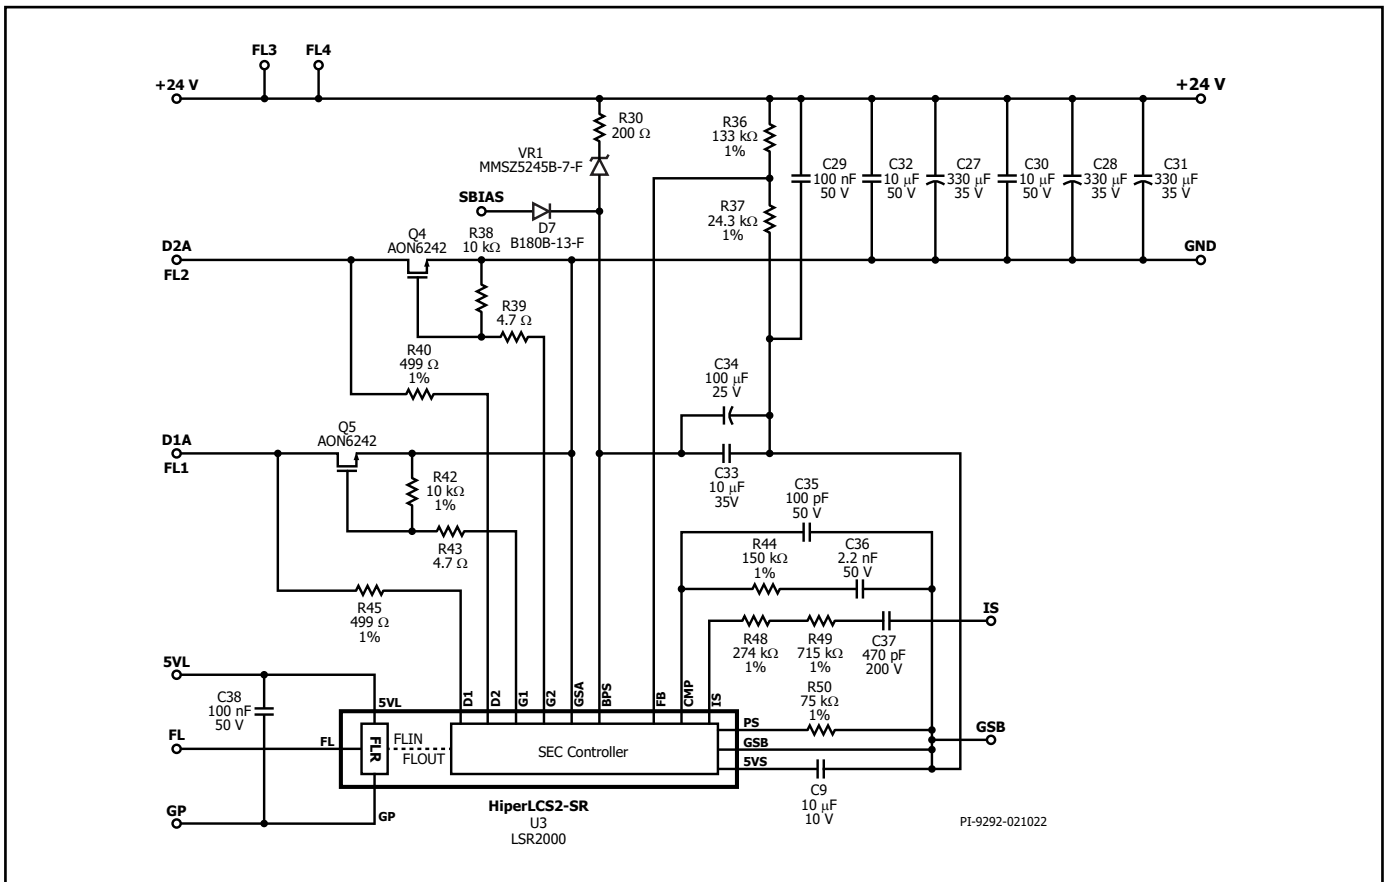 FL3
FL4
+24 V
+24 V
R30
200 Ω
R36
133 kΩ
1%
VR1
MMSZ5245B-7-F
C29
100 nF
50 V
C32
10 μF
50 V
C27
330 μF
35 V
C30
10 μF
50 V
C28
330 μF
35 V
C31
330 μF
35 V
SBIAS
D7
B180B-13-F
R37
24.3 kΩ
1%
D2A
FL2
Q4
AON6242
R38
10 kΩ
GND
R39
4.7 Ω
R40
499 Ω
1%
C34
100 μF
25 V
D1A
FL1
Q5
AON6242
R42
10 kΩ
1%
C33
10 μF
35V
R43
4.7 Ω
C35
100 pF
50 V
R44
150 kΩ
1%
C36
2.2 nF
50 V
R45
499 Ω
1%
IS
R48
274 kΩ
1%
R49
715 kΩ
1%
C37
470 pF
200 V
5VL
C38
100 nF
50 V
5VL
D1
D2
G1
G2
GSA
BPS
FB
CMP
IS
R50
75 kΩ
1%
PS
GSB
5VS
GSB
FL
FL
FLR
FLIN
FLOUT
SEC Controller
C9
10 μF
10 V
GP
GP
HiperLCS2-SR
U3
LSR2000
PI-9292-021022